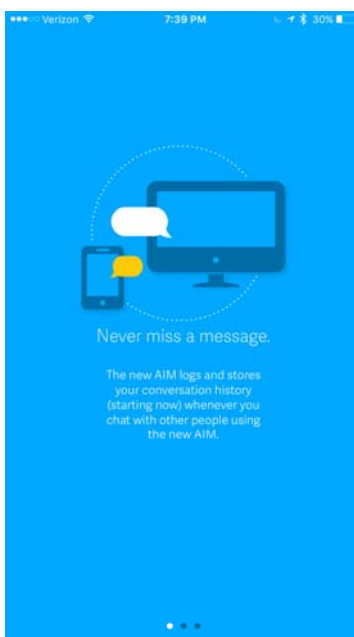 Verizon 7:39 PM 30%
Never miss a message.
The new AIM logs and stores
your conversation history
(starting now) whenever you
chat with other people using
the new AIM.